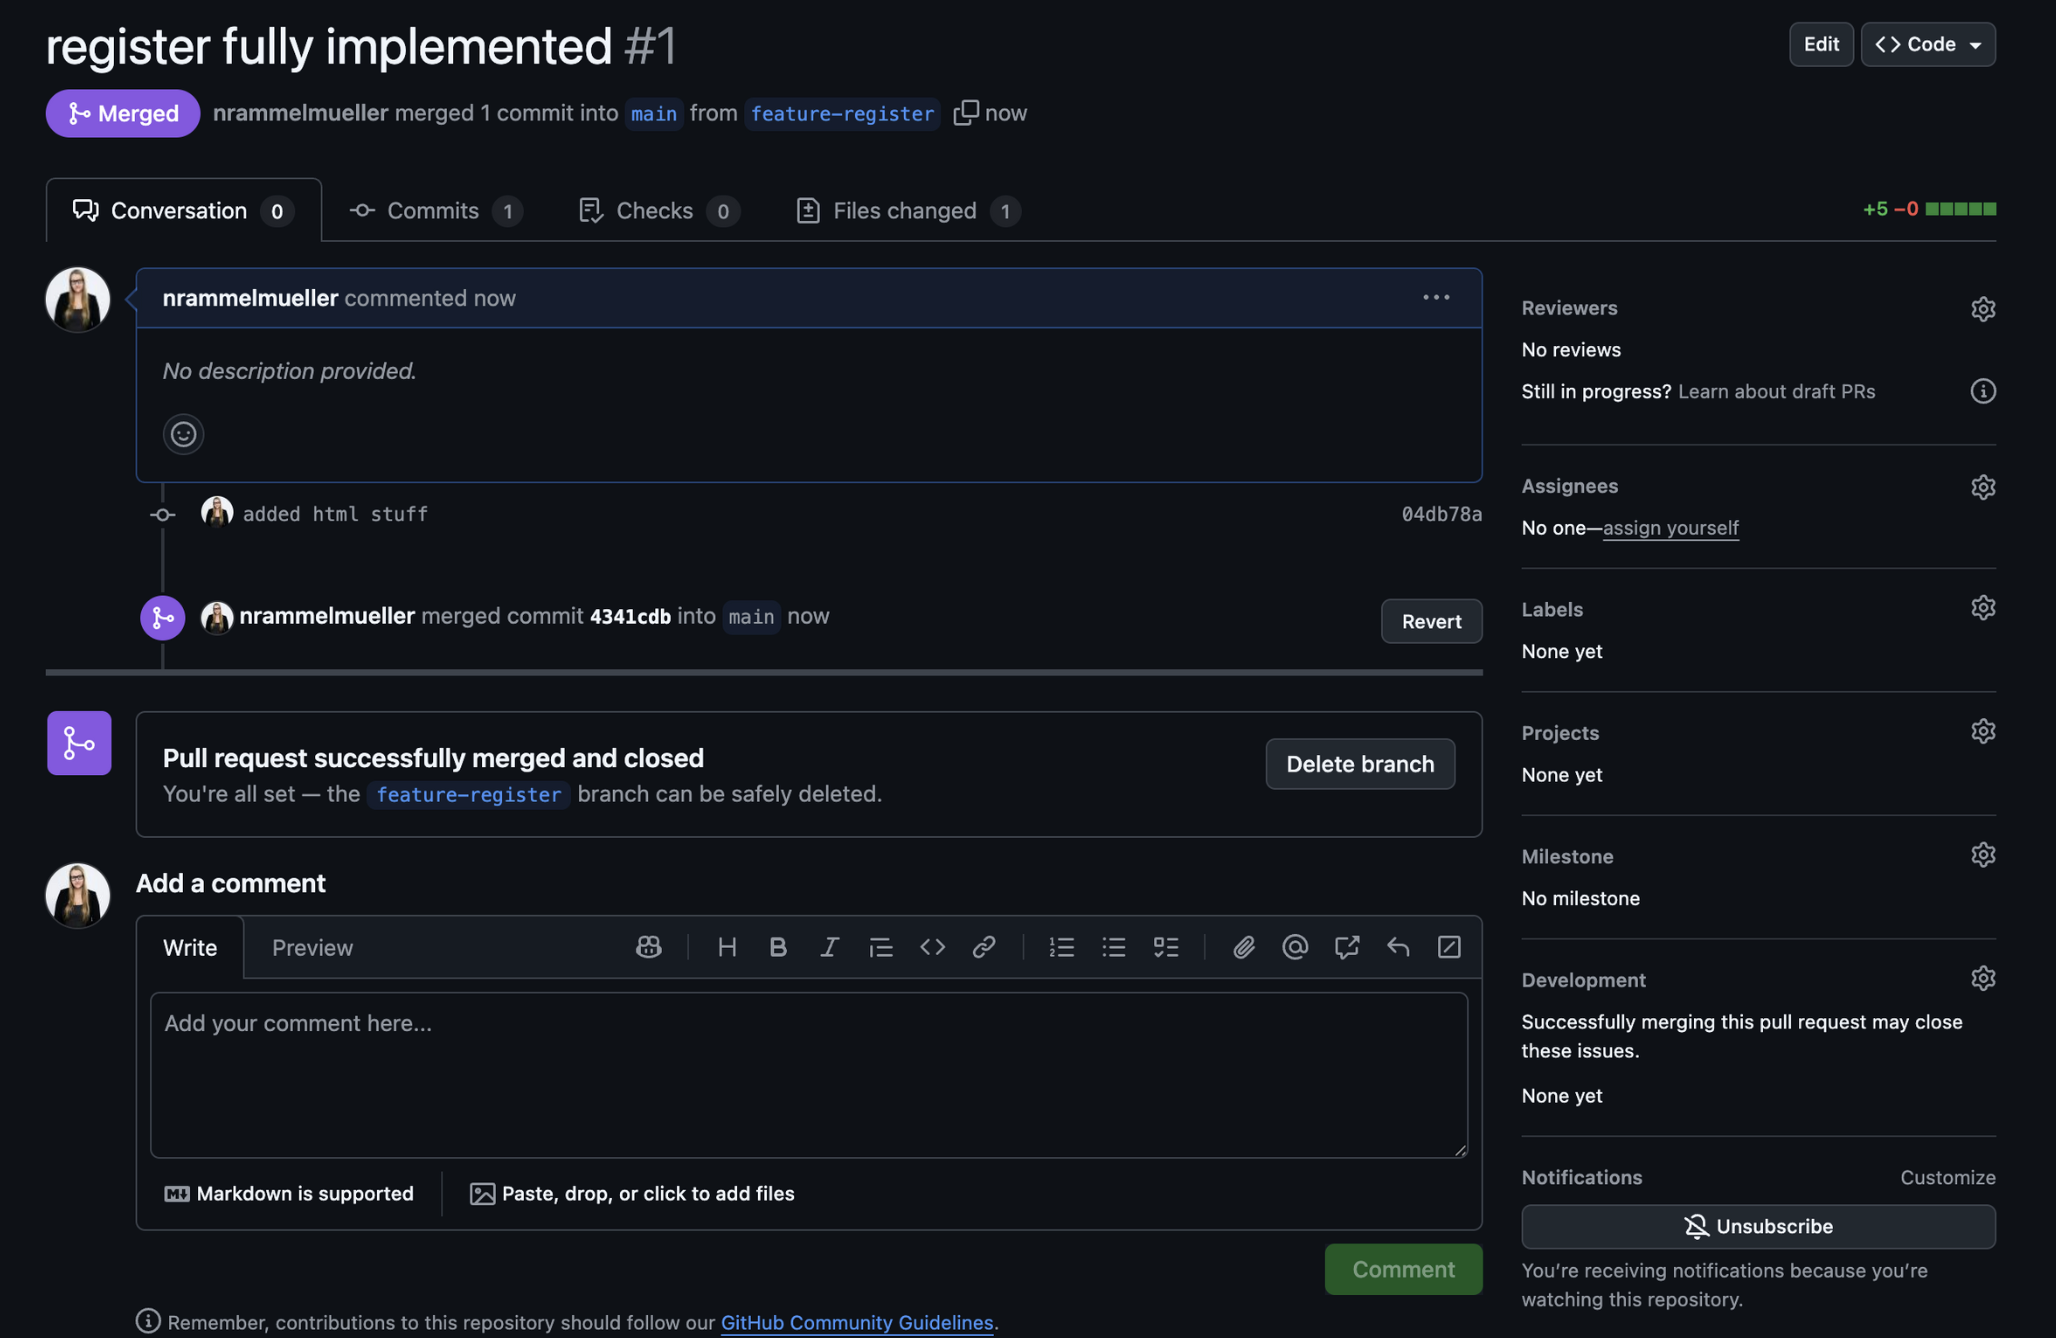 register fully implemented #1
Edit
Code
Merged
nrammelmueller merged 1 commit into main from feature-register now
Conversation 0
Commits 1
Checks 0
Files changed 1
+5 −0
nrammelmueller commented now
No description provided.
added html stuff
04db78a
nrammelmueller merged commit 4341cdb into main now
Revert
Pull request successfully merged and closed
You're all set — the feature-register branch can be safely deleted.
Delete branch
Add a comment
Write
Preview
Add your comment here...
Markdown is supported
Paste, drop, or click to add files
Comment
Remember, contributions to this repository should follow our GitHub Community Guidelines.
Reviewers
No reviews
Still in progress? Learn about draft PRs
Assignees
No one—assign yourself
Labels
None yet
Projects
None yet
Milestone
No milestone
Development
Successfully merging this pull request may close
these issues.
None yet
Notifications
Customize
Unsubscribe
You’re receiving notifications because you’re
watching this repository.